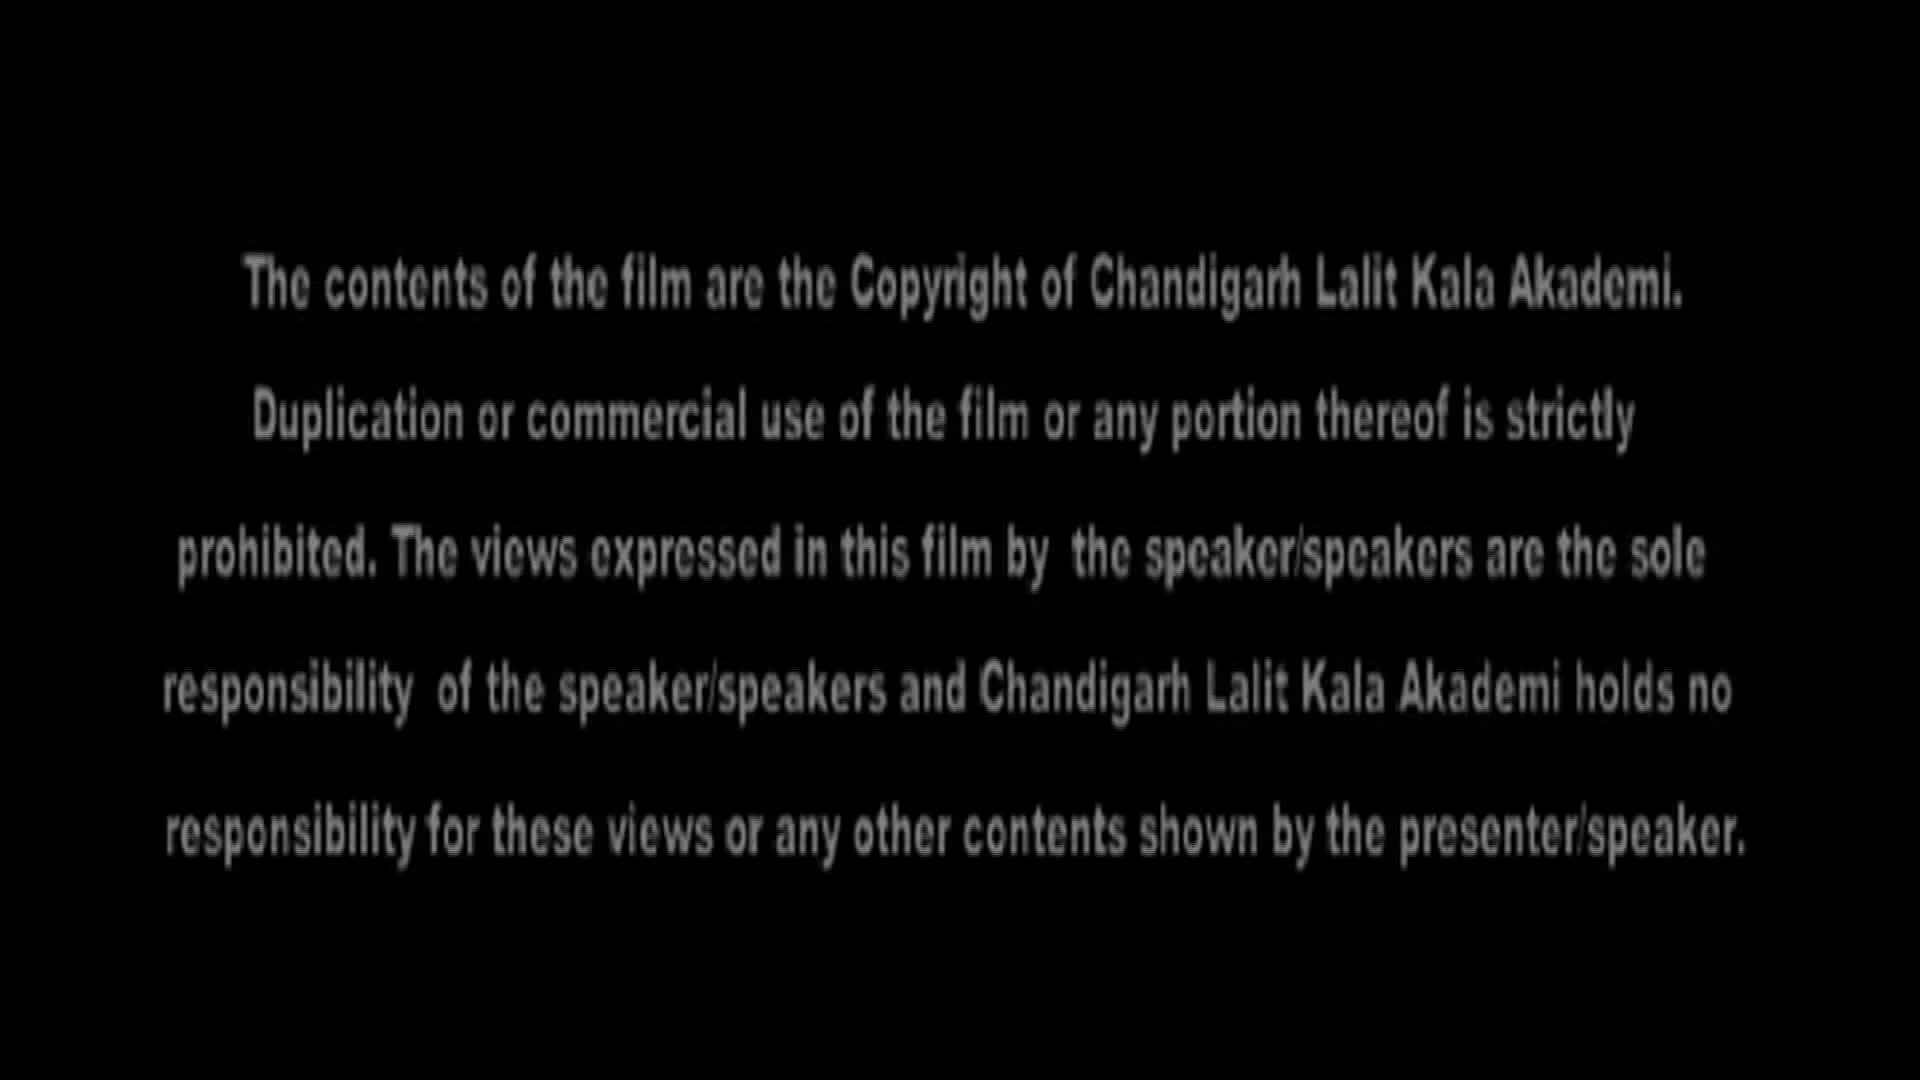 The contents of the film are the Copyright of Chandigarh Lalit Kala Akademi.
Duplication or commercial use of the film or any portion thereof is strictly
prohibited. The views expressed in this film by the speaker/speakers are the sole
responsibility of the speaker/speakers and Chandigarh Lalit Kala Akademi holds no
responsibility for these views or any other contents shown by the presenter/speaker.